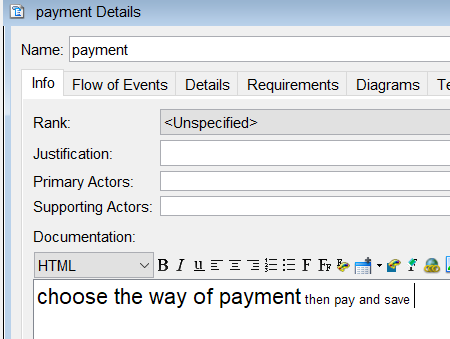 payment Details
Name: payment
Info Flow of Events Details Requirements Diagrams Te
Rank: <Unspecified>
Justification:
Primary Actors:
Supporting Actors:
Documentation:
HTML B I u F FF
choose the way of payment then pay and save